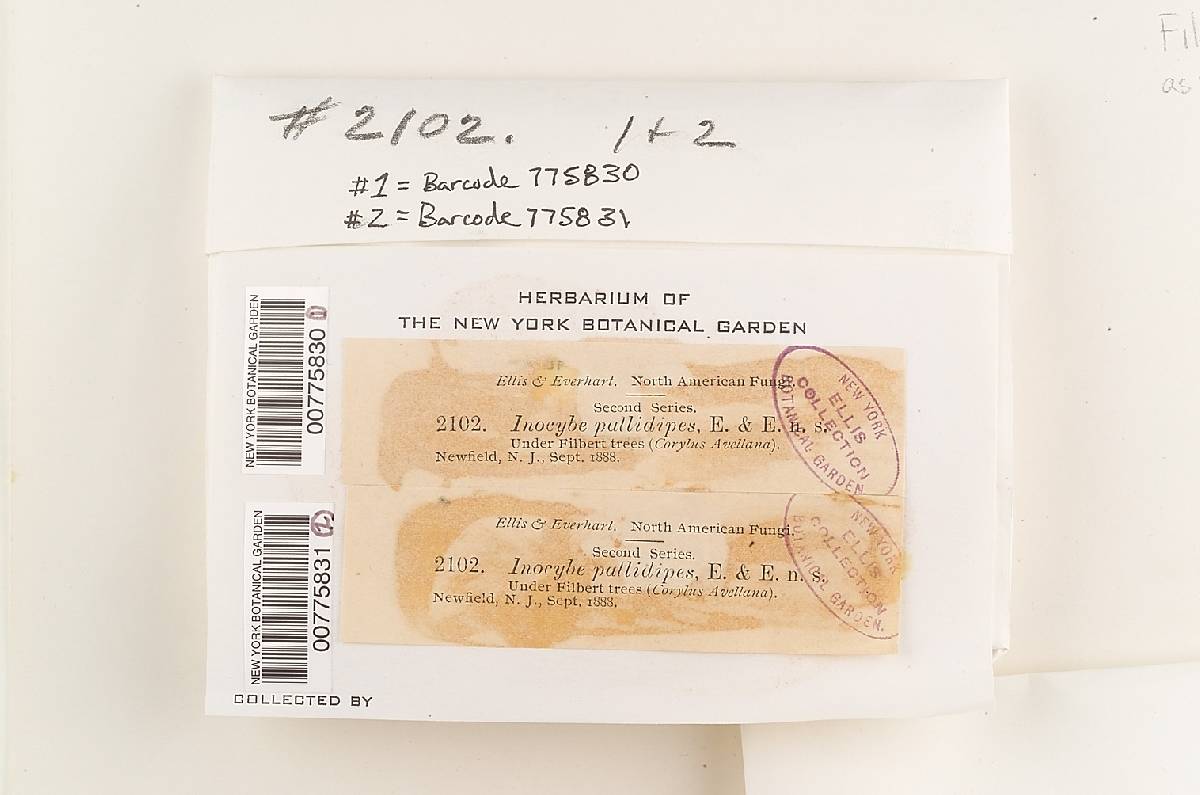 Fil
as
# 2102. 1 + 2
#1 = Barcode 775830
#2 = Barcode 775831
HERBARIUM OF
THE NEW YORK BOTANICAL GARDEN
NEW YORK BOTANICAL GARDEN
00775830 1
Ellis & Everhart, North American Fungi.
Second Series.
2102. Inocybe pallidipes, E. & E. n. s.
Under Filbert trees (Corylus Avellana).
Newfield, N. J., Sept. 1888.
NEW YORK
ELLIS
COLLECTION
BOTANICAL GARDEN
NEW YORK BOTANICAL GARDEN
00775831 2
Ellis & Everhart, North American Fungi.
Second Series.
2102. Inocybe pallidipes, E. & E. n. s.
Under Filbert trees (Corylus Avellana).
Newfield, N. J., Sept. 1888.
NEW YORK
ELLIS
COLLECTION
BOTANICAL GARDEN.
COLLECTED BY